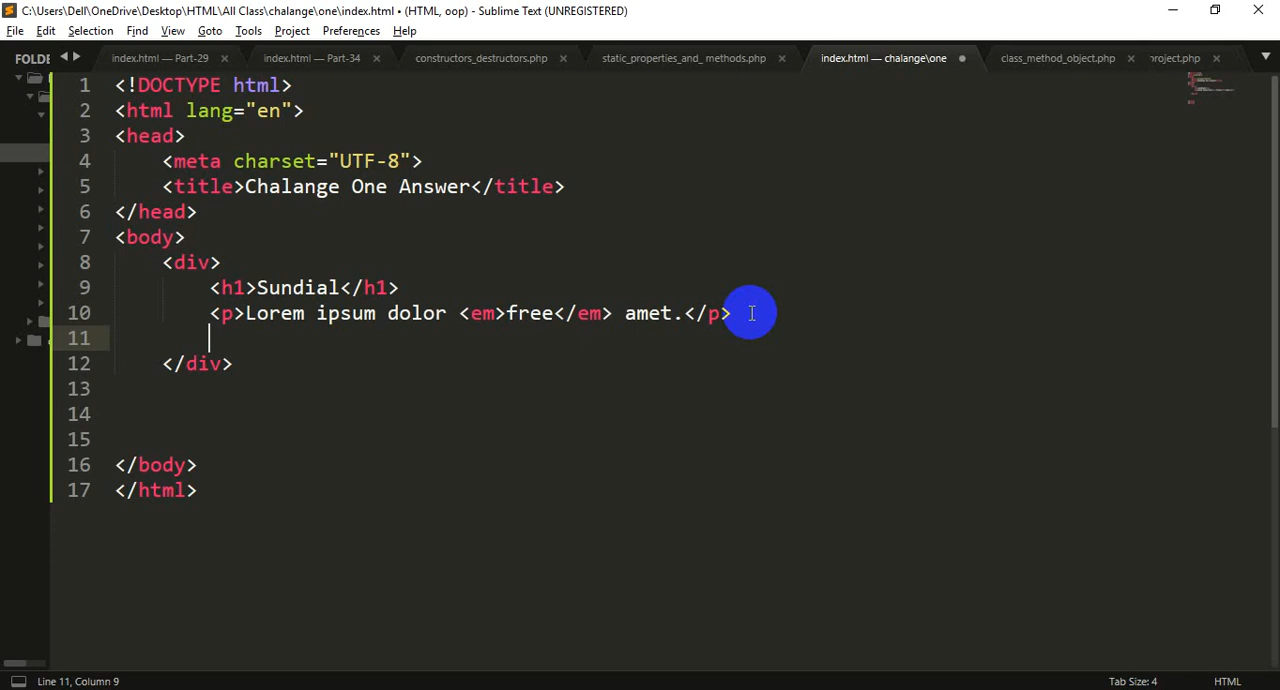 C:\Users\Dell\OneDrive\Desktop\HTML\All Class\chalange\one\index.html • (HTML, oop) - Sublime Text (UNREGISTERED)
File Edit Selection Find View Goto Tools Project Preferences Help
FOLDE index.html — Part-29 index.html — Part-34 constructors_destructors.php static_properties_and_ methods.php index.html — chalange\one class_method_object.php project.php
1 <!DOCTYPE html>
2 <html lang="en">
3 <head>
4 <meta charset="UTF-8">
5 <title>Chalange One Answer</title>
6 </head>
7 <body>
8 <div>
9 <h1>Sundial</h1>
10 <p>Lorem ipsum dolor <em>free</em> amet.</p>
11
12 </div>
13
14
15
16 </body>
17 </html>
Line 11, Column 9 Tab Size: 4 HTML